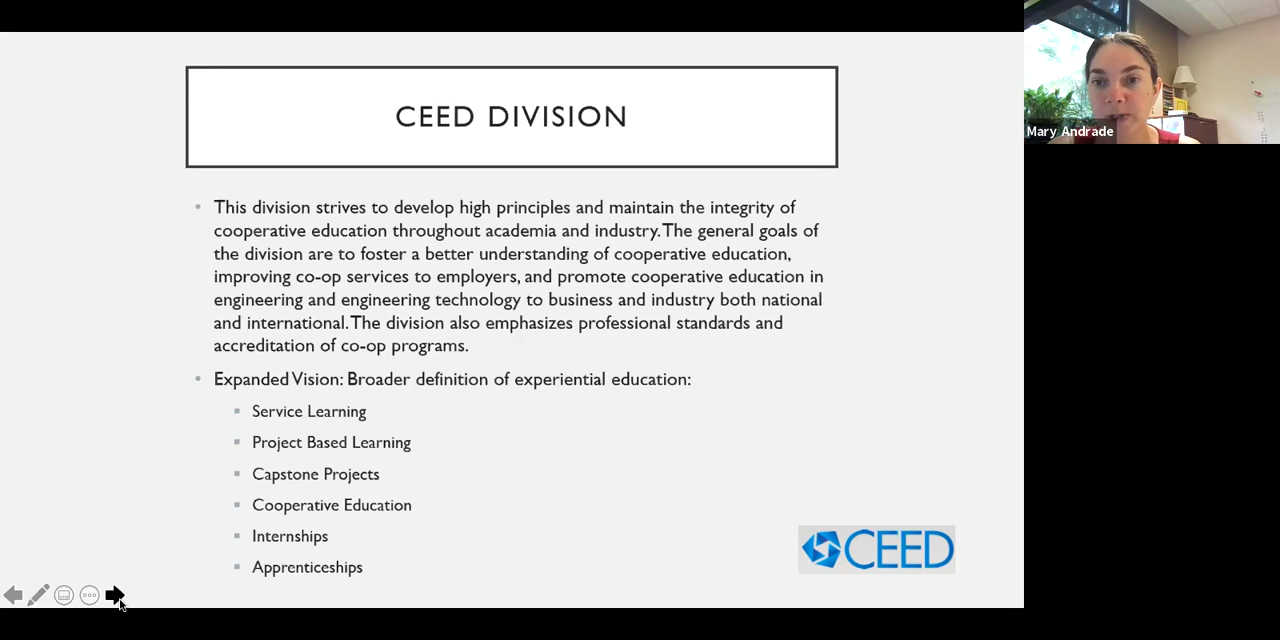 CEED DIVISION
This division strives to develop high principles and maintain the integrity of
cooperative education throughout academia and industry. The general goals of
the division are to foster a better understanding of cooperative education,
improving co-op services to employers, and promote cooperative education in
engineering and engineering technology to business and industry both national
and international. The division also emphasizes professional standards and
accreditation of co-op programs.
Expanded Vision: Broader definition of experiential education:
Service Learning
Project Based Learning
Capstone Projects
Cooperative Education
Internships
Apprenticeships
CEED
Mary Andrade